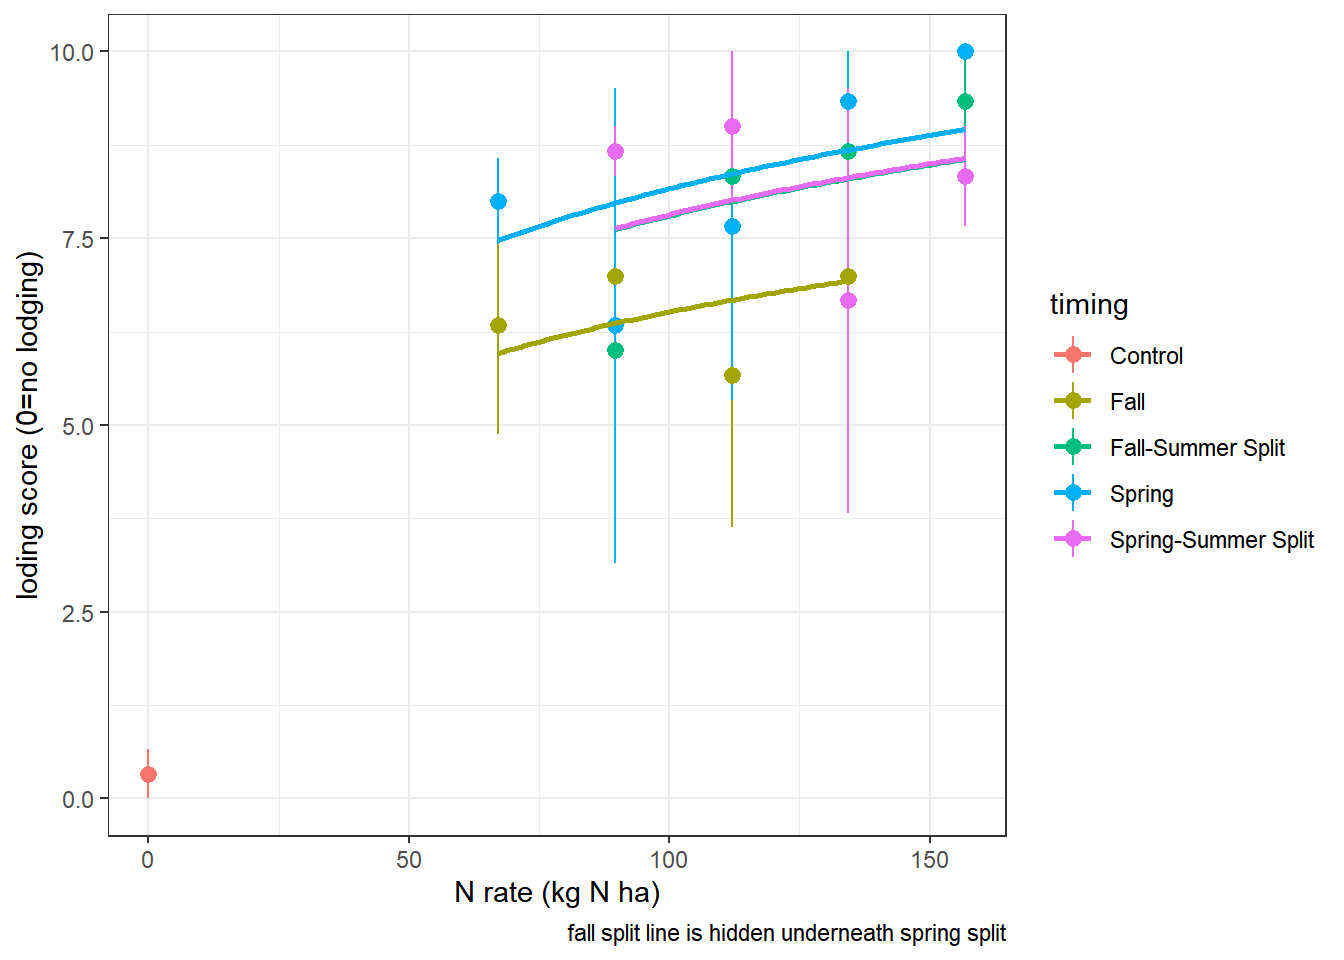 10.0
7.5
5.0
2.5
0.0
loding score (0=no lodging)
0 50 100 150
N rate (kg N ha)
fall split line is hidden underneath spring split
timing
Control
Fall
Fall-Summer Split
Spring
Spring-Summer Split